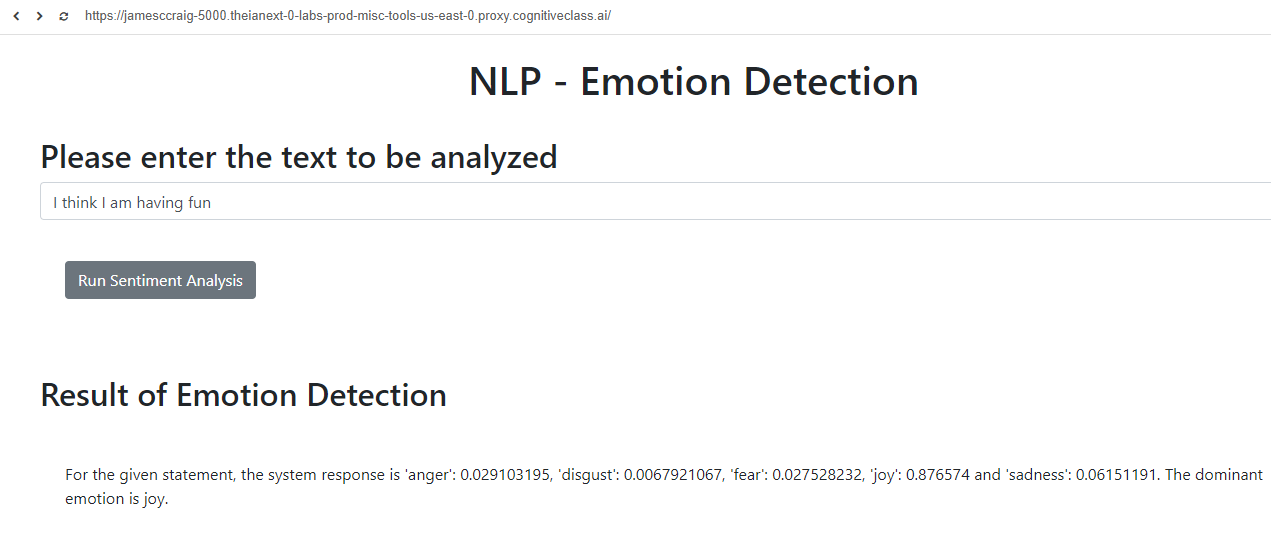 https://jamesccraig-5000.theianext-0-labs-prod-misc-tools-us-east-0.proxy.cognitiveclass.ai/
NLP - Emotion Detection
Please enter the text to be analyzed
I think I am having fun
Run Sentiment Analysis
Result of Emotion Detection
For the given statement, the system response is 'anger': 0.029103195, 'disgust': 0.0067921067, 'fear': 0.027528232, 'joy': 0.876574 and 'sadness': 0.06151191. The dominant
emotion is joy.